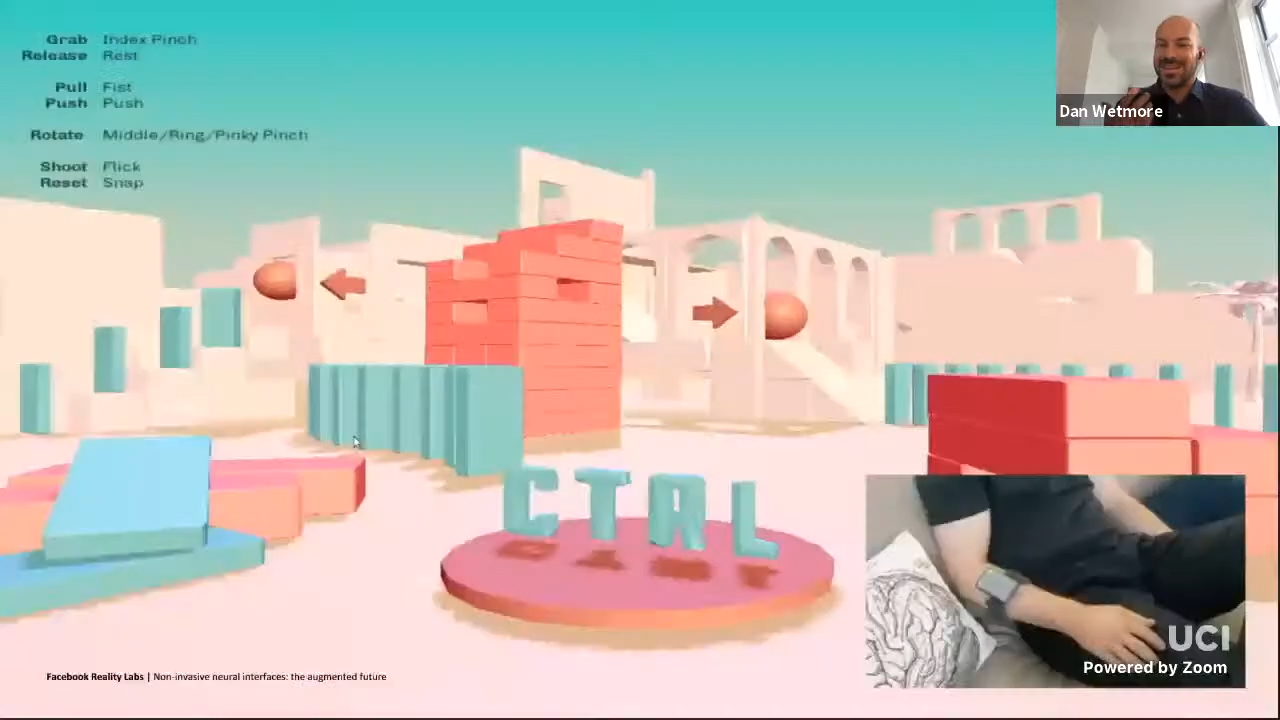 Grab Index Pinch
Release Rest
Pull Fist
Push Push
Rotate Middle/Ring/Pinky Pinch
Shoot Flick
Reset Snap
Dan Wetmore
CTRL
UCI
Powered by Zoom
Facebook Reality Labs | Non-invasive neural interfaces: the augmented future